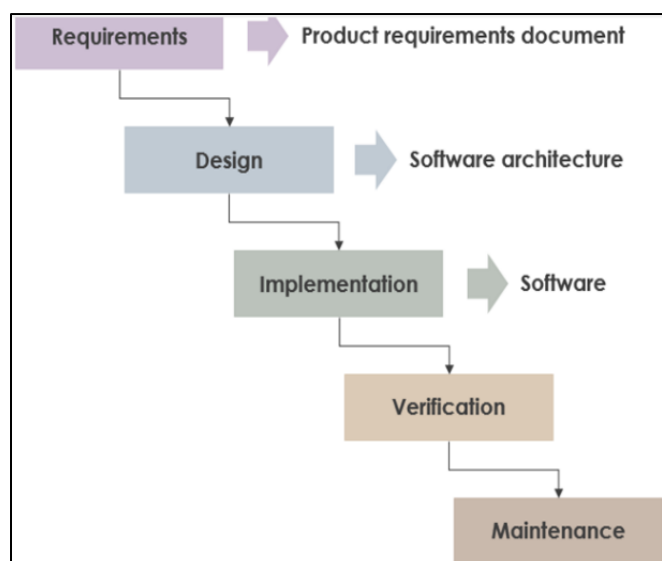 Requirements
Product requirements document
Design
Software architecture
Implementation
Software
Verification
Maintenance